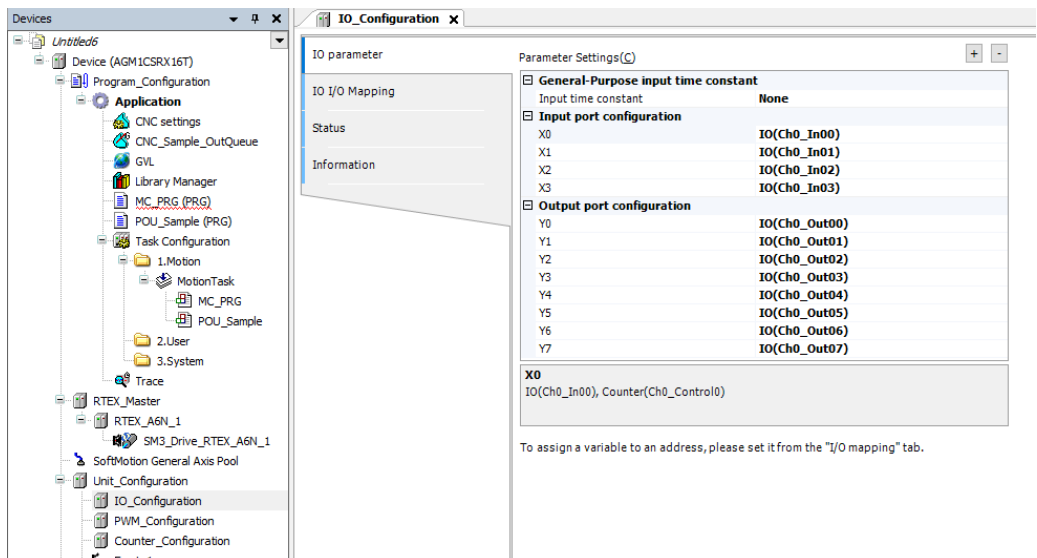 Devices
Untitled6
Device (AGM1CSRX16T)
Program_Configuration
Application
CNC settings
CNC_Sample_OutQueue
GVL
Library Manager
MC_PRG (PRG)
POU_Sample (PRG)
Task Configuration
1.Motion
MotionTask
MC_PRG
POU_Sample
2.User
3.System
Trace
RTEX_Master
RTEX_A6N_1
SM3_Drive_RTEX_A6N_1
SoftMotion General Axis Pool
Unit_Configuration
IO_Configuration
PWM_Configuration
Counter_Configuration
IO_Configuration X
IO parameter
IO I/O Mapping
Status
Information
Parameter Settings(C) + -
General-Purpose input time constant
Input time constant None
Input port configuration
X0 IO(Ch0_In00)
X1 IO(Ch0_In01)
X2 IO(Ch0_In02)
X3 IO(Ch0_In03)
Output port configuration
Y0 IO(Ch0_Out00)
Y1 IO(Ch0_Out01)
Y2 IO(Ch0_Out02)
Y3 IO(Ch0_Out03)
Y4 IO(Ch0_Out04)
Y5 IO(Ch0_Out05)
Y6 IO(Ch0_Out06)
Y7 IO(Ch0_Out07)
X0
IO(Ch0_In00), Counter(Ch0_Control0)
To assign a variable to an address, please set it from the "I/O mapping" tab.